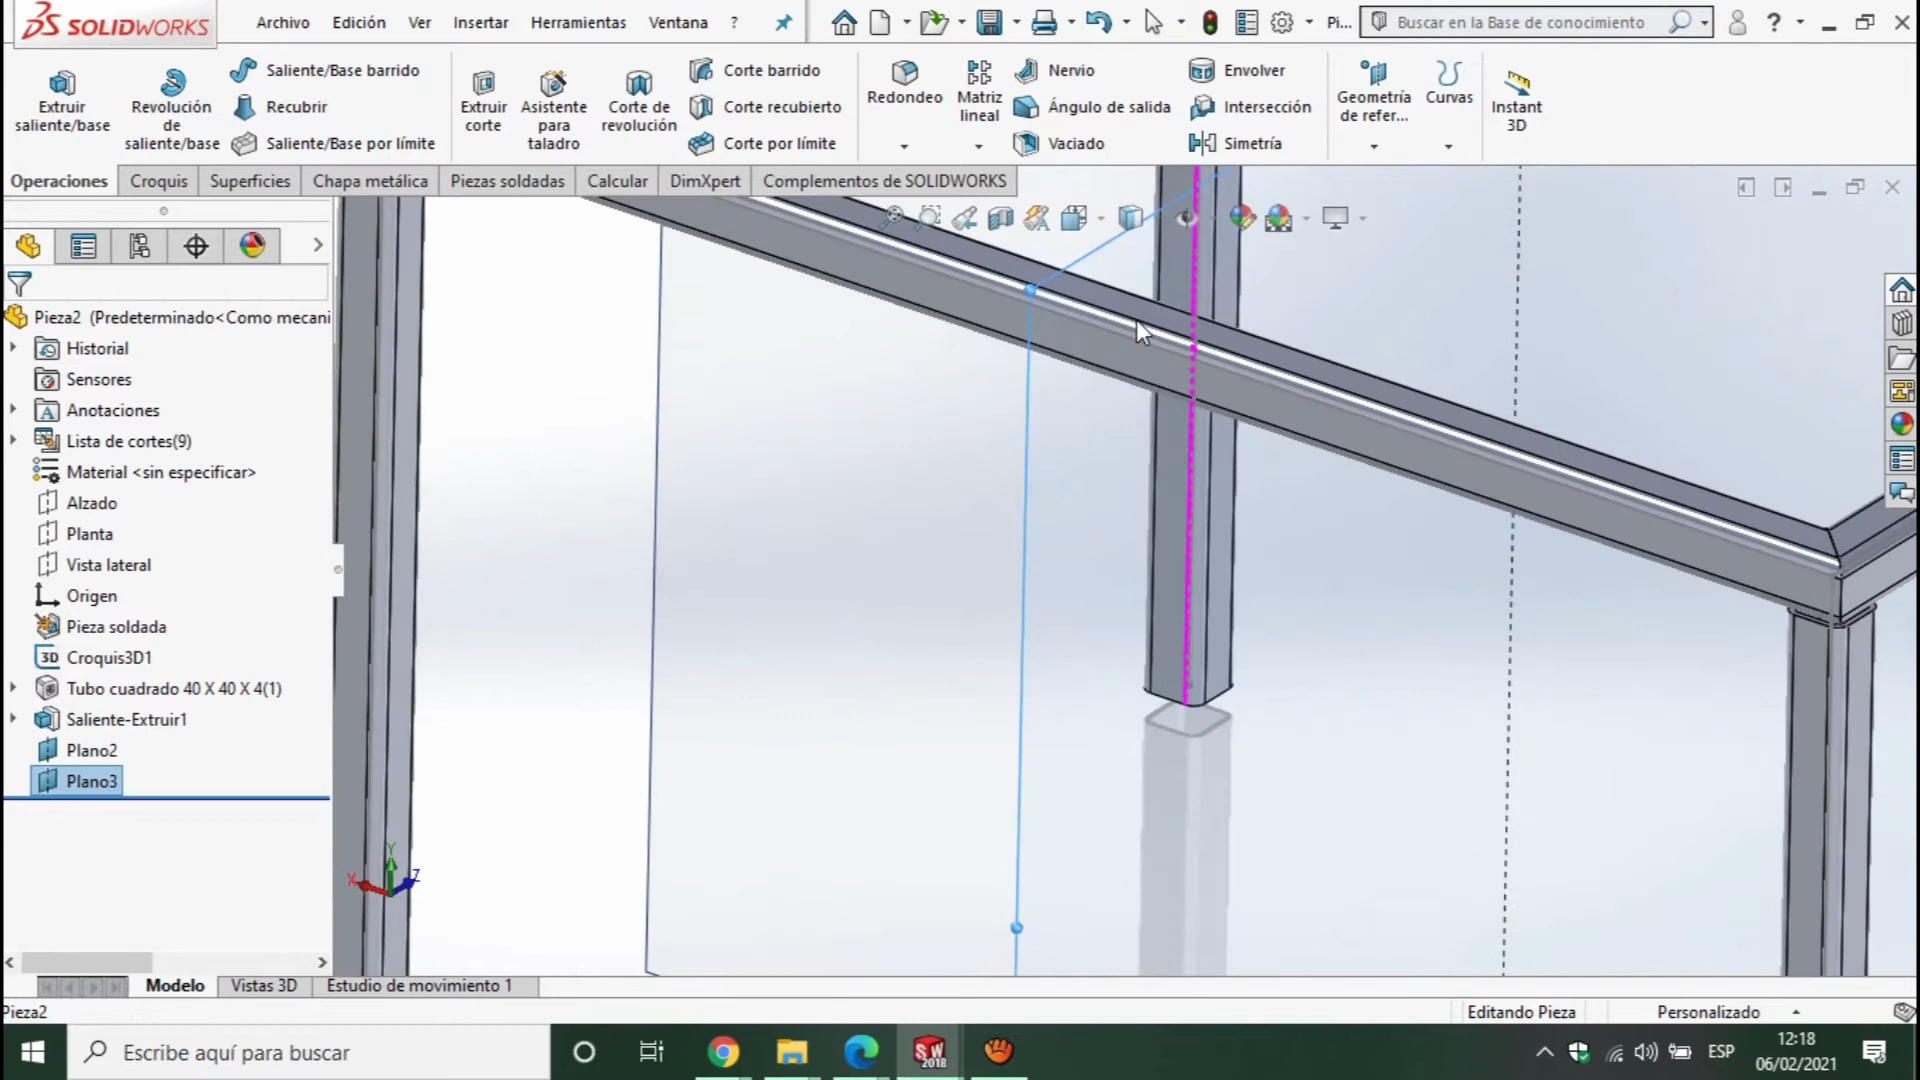 SOLIDWORKS
Archivo Edición Ver Insertar Herramientas Ventana ?
Pi...
Buscar en la Base de conocimiento
?
Extruir
saliente/base
Revolución
de
saliente/base
Saliente/Base barrido
Recubrir
Saliente/Base por límite
Extruir
corte
Asistente
para
taladro
Corte de
revolución
Corte barrido
Corte recubierto
Corte por límite
Redondeo
Matriz
lineal
Nervio
Ángulo de salida
Vaciado
Envolver
Intersección
Simetría
Geometría
de refer...
Curvas
Instant
3D
Operaciones Croquis Superficies Chapa metálica Piezas soldadas Calcular DimXpert Complementos de SOLIDWORKS
Pieza2 (Predeterminado<Como mecani
Historial
Sensores
Anotaciones
Lista de cortes(9)
Material <sin especificar>
Alzado
Planta
Vista lateral
Origen
Pieza soldada
3D Croquis3D1
Tubo cuadrado 40 X 40 X 4(1)
Saliente-Extruir1
Plano2
Plano3
Y
X Z
Modelo Vistas 3D Estudio de movimiento 1
Pieza2
Editando Pieza Personalizado
Escribe aquí para buscar
SW
2018
ESP
12:18
06/02/2021